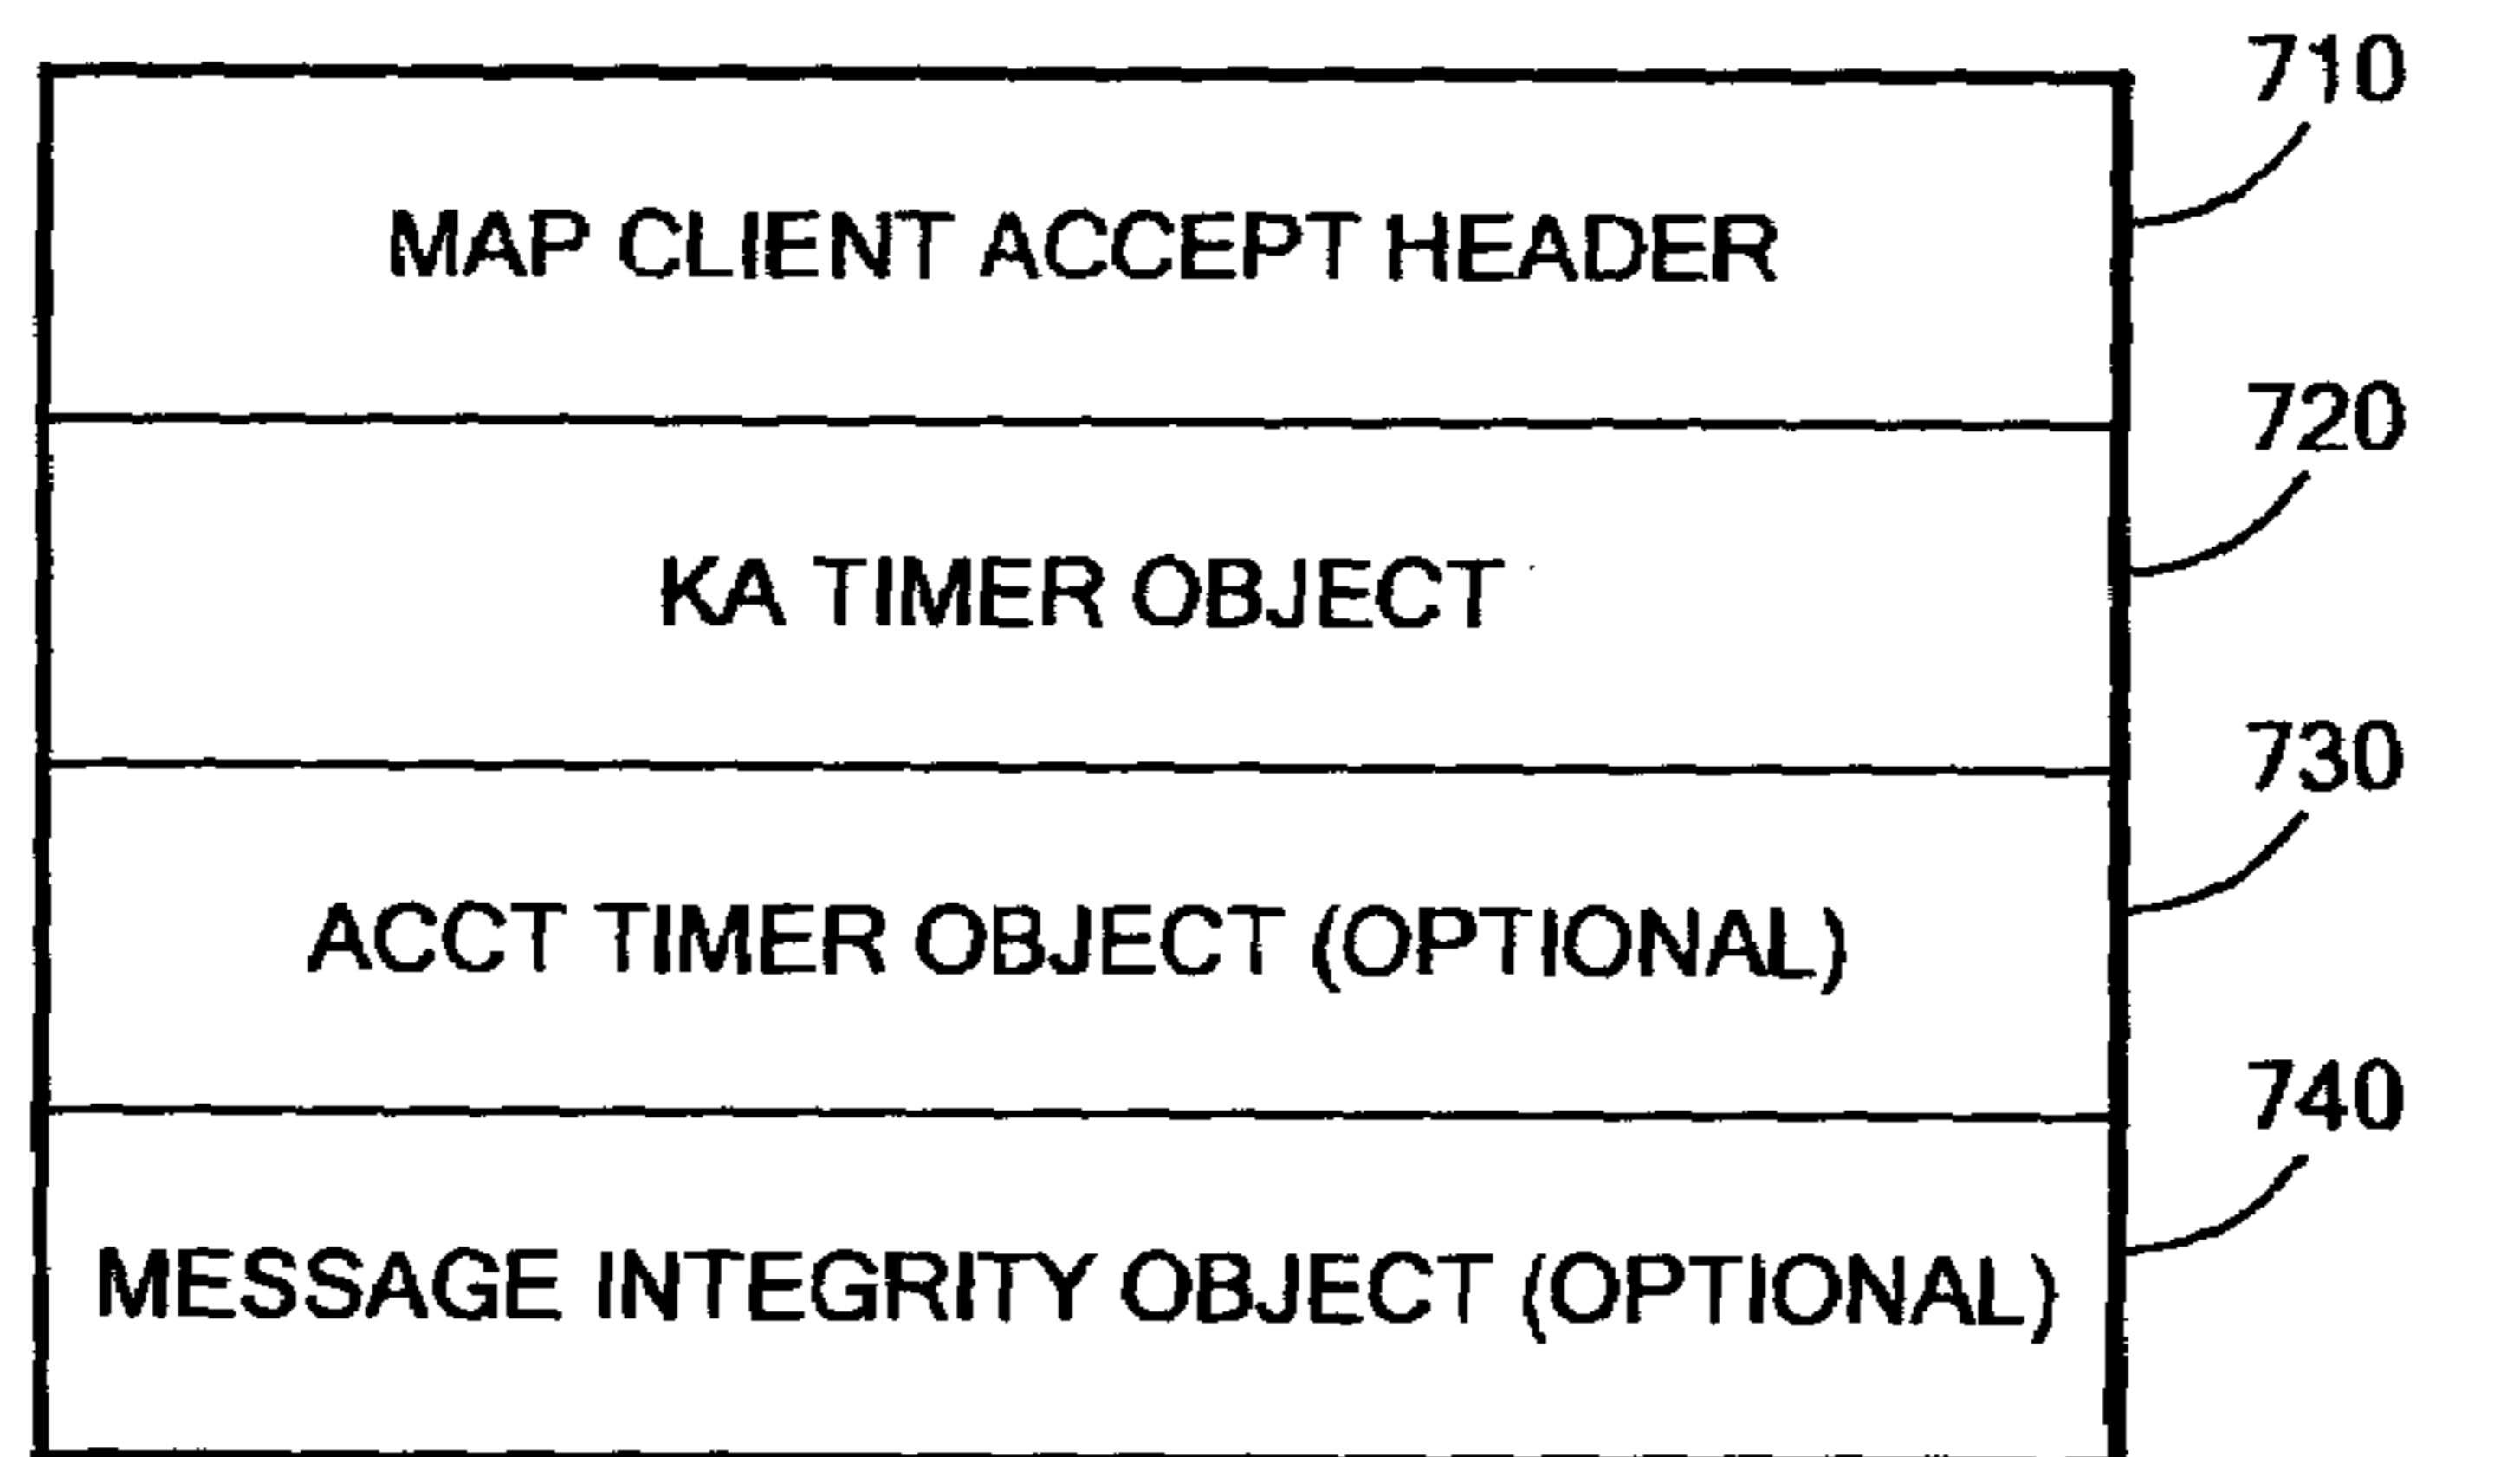 710
MAP CLIENT ACCEPT HEADER
720
KA TIMER OBJECT
730
ACCT TIMER OBJECT (OPTIONAL)
740
MESSAGE INTEGRITY OBJECT (OPTIONAL)